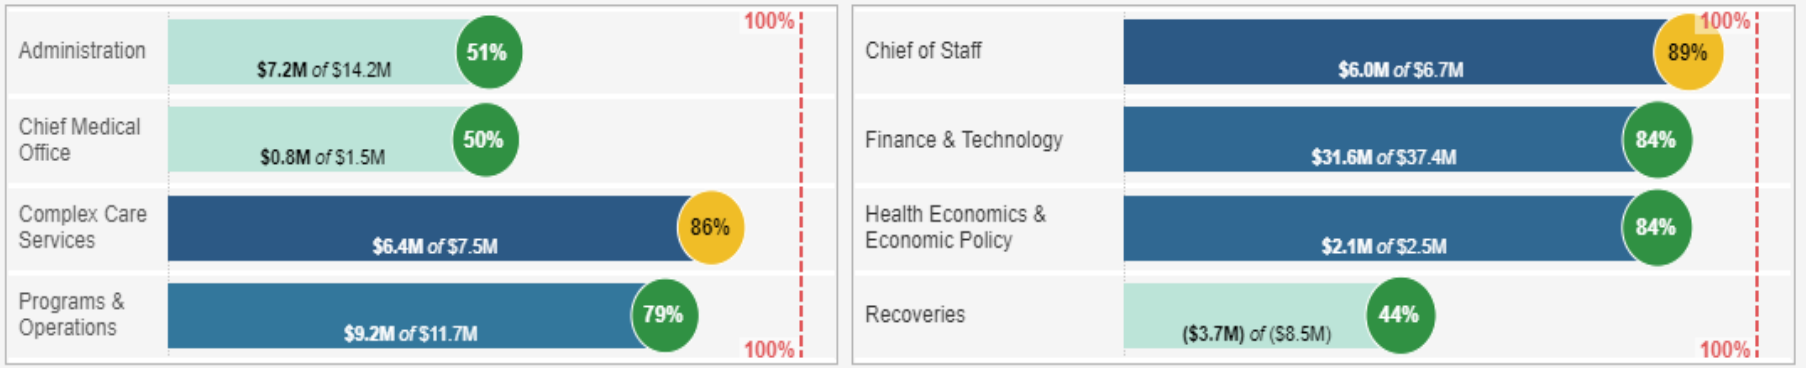 100%
Administration
51%
$7.2M of $14.2M
Chief Medical
Office
50%
$0.8M of $1.5M
Complex Care
Services
86%
$6.4M of $7.5M
Programs &
Operations
79%
$9.2M of $11.7M
100%
100%
Chief of Staff
89%
$6.0M of $6.7M
Finance & Technology
84%
$31.6M of $37.4M
Health Economics &
Economic Policy
84%
$2.1M of $2.5M
Recoveries
44%
($3.7M) of ($8.5M)
100%